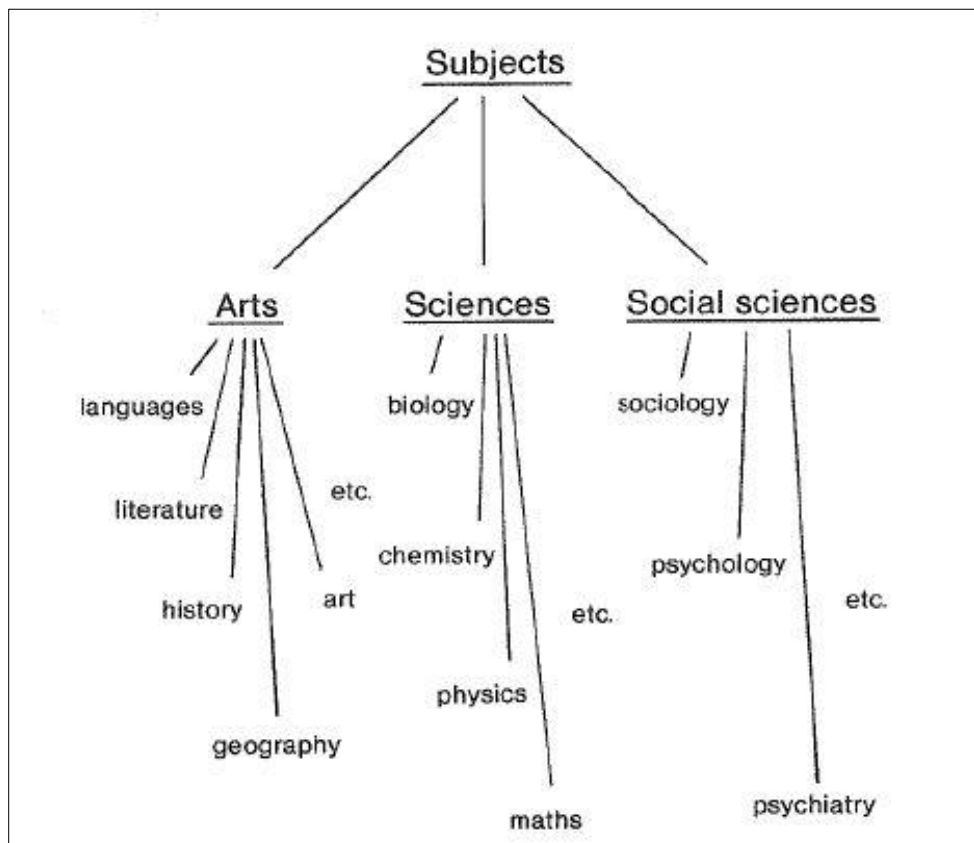 Subjects
Arts
Sciences
Social sciences
languages
biology
sociology
literature
etc.
chemistry
psychology
history
art
etc.
etc.
physics
geography
maths
psychiatry